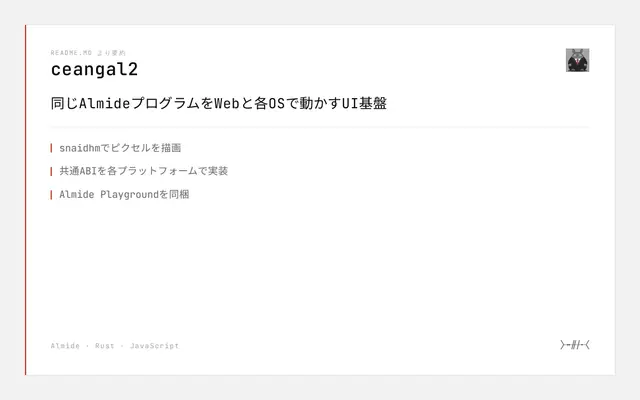 README.MD より要約
ceangal2
同じAlmideプログラムをWebと各OSで動かすUI基盤
snaidhmでピクセルを描画
共通ABIを各プラットフォームで実装
Almide Playgroundを同梱
Almide · Rust · JavaScript